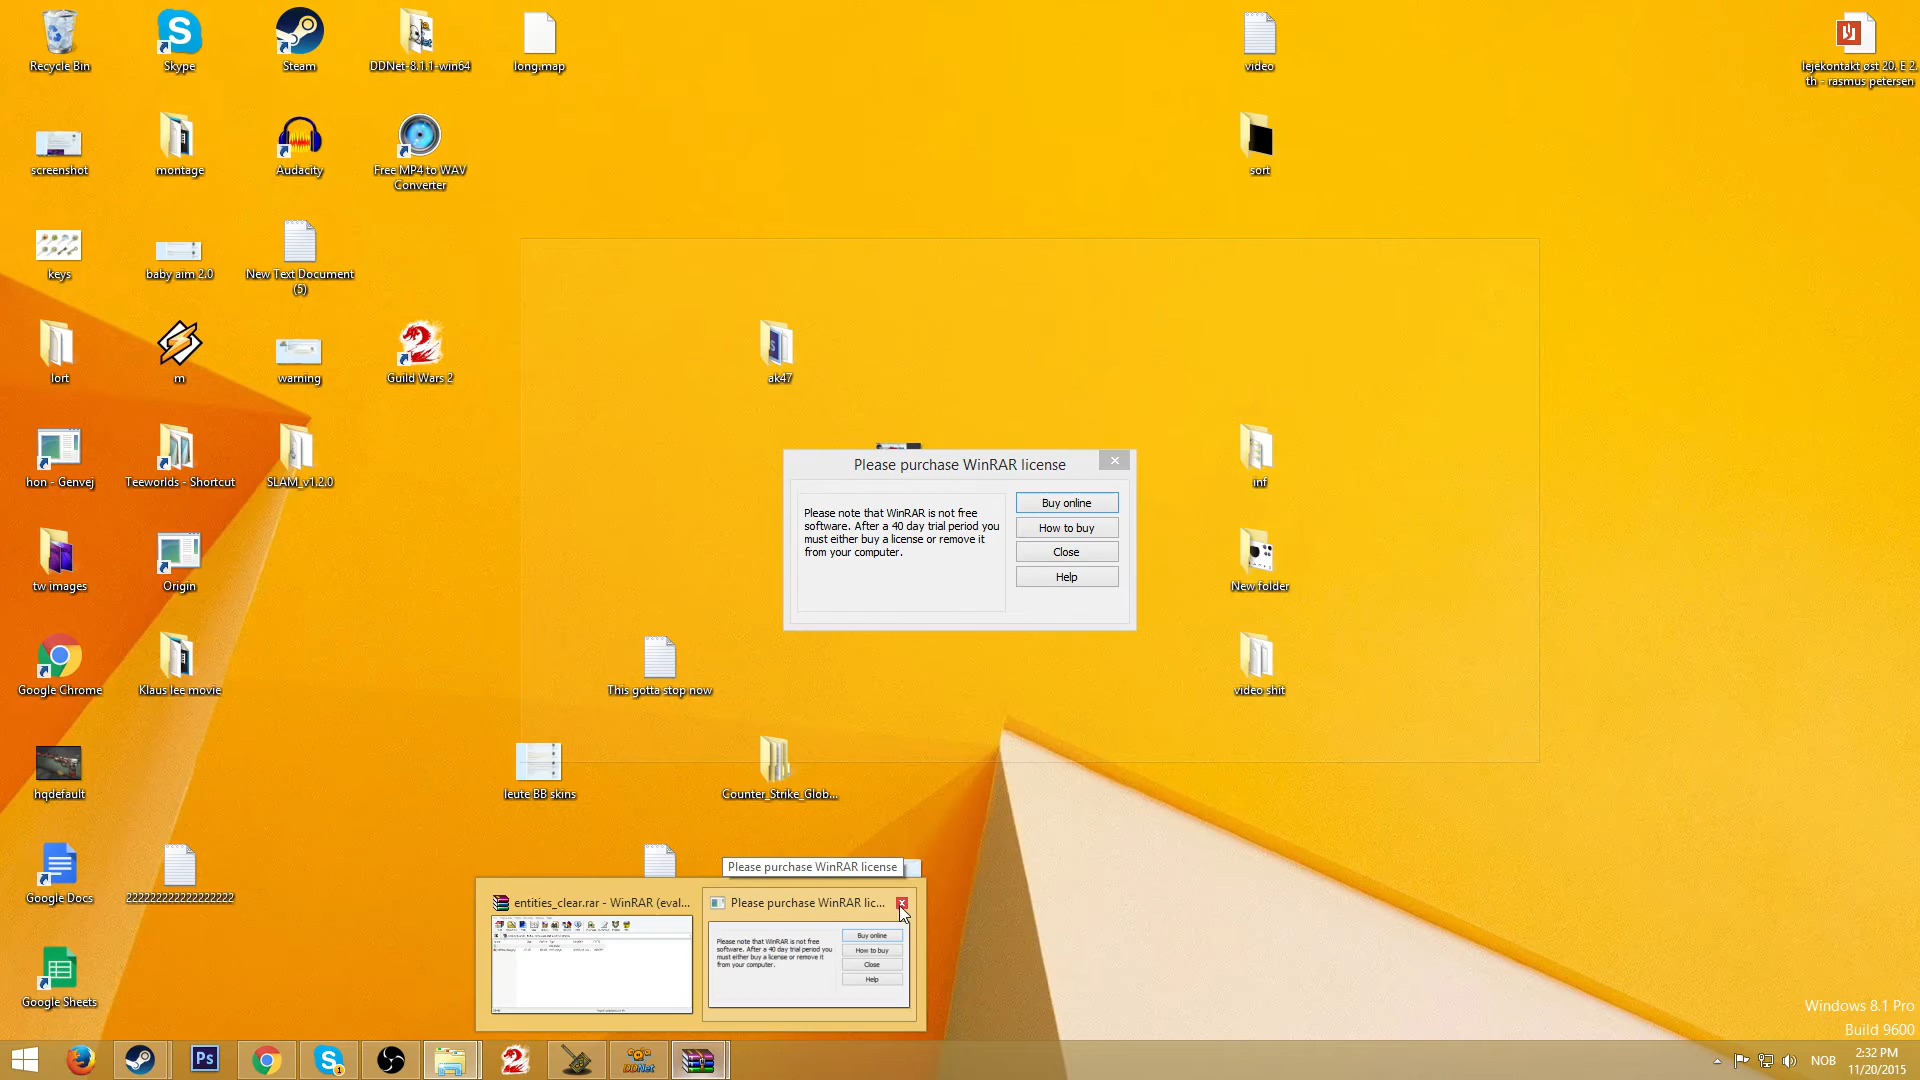 Recycle Bin
Skype
Steam
DDNet-8.1.1-win64
long.map
video
lejekontakt øst 20. E 2.
th - rasmus petersen
screenshot
montage
Audacity
Free MP4 to WAV
Converter
sort
keys
baby aim 2.0
New Text Document
(5)
lort
m
warning
Guild Wars 2
ak47
hon - Genvej
Teeworlds - Shortcut
SLAM_v1.2.0
inf
Please purchase WinRAR license
Please note that WinRAR is not free
software. After a 40 day trial period you
must either buy a license or remove it
from your computer.
Buy online
How to buy
Close
Help
tw images
Origin
New folder
Google Chrome
Klaus lee movie
This gotta stop now
video shit
hqdefault
leute BB skins
Counter_Strike_Glob...
Google Docs
Please purchase WinRAR license
entities_clear.rar - WinRAR (eval...
Please purchase WinRAR lic...
Please note that WinRAR is not free
software. After a 40 day trial period you
must either buy a license or remove it
from your computer.
Buy online
How to buy
Close
Help
Google Sheets
Windows 8.1 Pro
Build 9600
Ps
1
2
DDNet
NOB
2:32 PM
11/20/2015